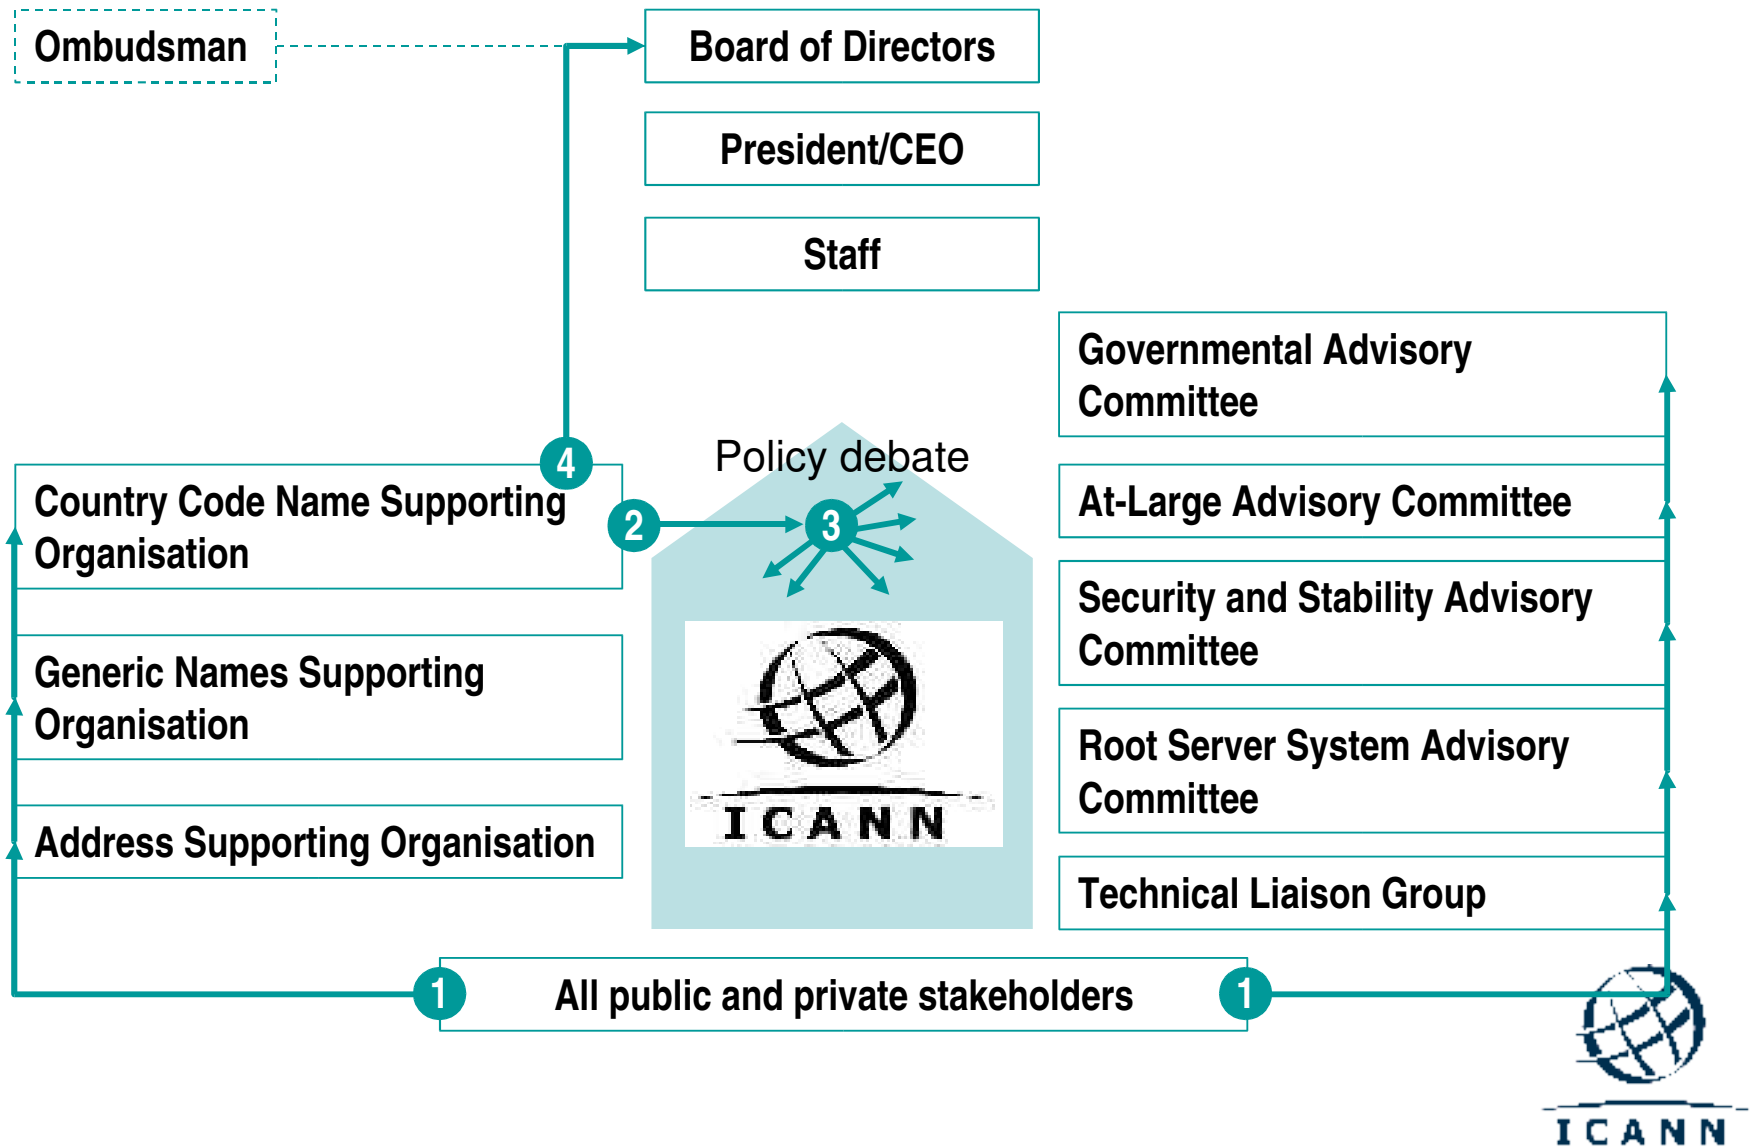 Ombudsman
Board of Directors
President/CEO
Staff
Governmental Advisory
Committee
Policy debate
4
Country Code Name Supporting
Organisation
2
3
At-Large Advisory Committee
Security and Stability Advisory
Committee
Generic Names Supporting
Organisation
Root Server System Advisory
Committee
ICANN
Address Supporting Organisation
Technical Liaison Group
1
All public and private stakeholders
1
ICANN